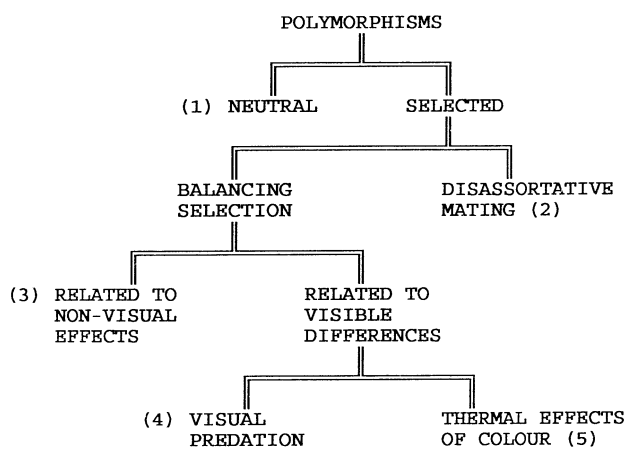 POLYMORPHISMS
(1) NEUTRAL
SELECTED
BALANCING
SELECTION
DISASSORTATIVE
MATING (2)
(3) RELATED TO
NON-VISUAL
EFFECTS
RELATED TO
VISIBLE
DIFFERENCES
(4) VISUAL
PREDATION
THERMAL EFFECTS
OF COLOUR (5)